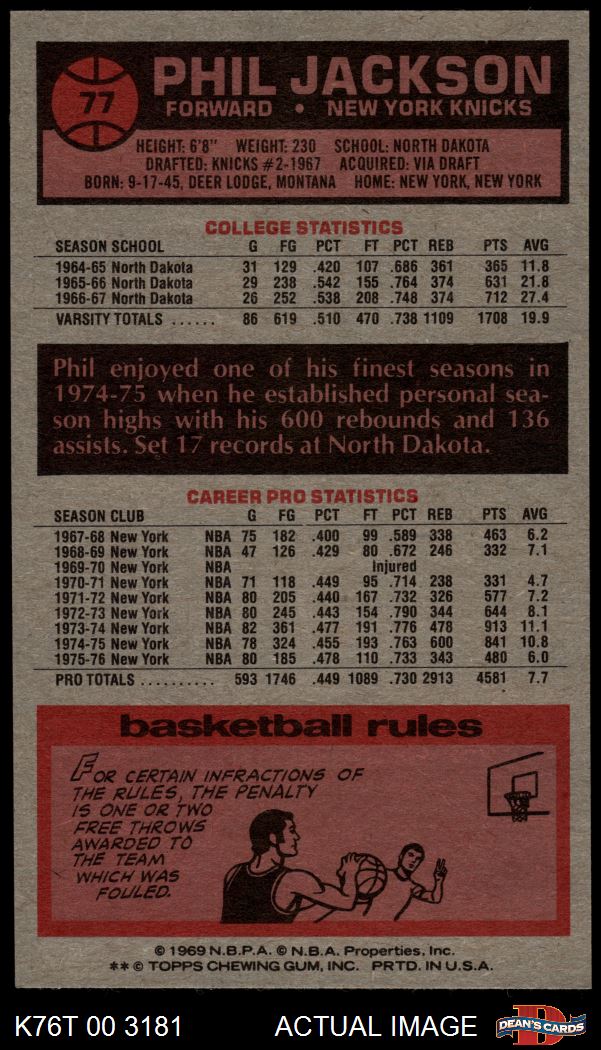 77
PHIL JACKSON
FORWARD • NEW YORK KNICKS
HEIGHT: 6'8" WEIGHT: 230 SCHOOL: NORTH DAKOTA
DRAFTED: KNICKS #2-1967 ACQUIRED: VIA DRAFT
BORN: 9-17-45, DEER LODGE, MONTANA HOME: NEW YORK, NEW YORK
COLLEGE STATISTICS
SEASON SCHOOL G FG PCT FT PCT REB PTS AVG
1964-65 North Dakota 31 129 .420 107 .686 361 365 11.8
1965-66 North Dakota 29 238 .542 155 .764 374 631 21.8
1966-67 North Dakota 26 252 .538 208 .748 374 712 27.4
VARSITY TOTALS ...... 86 619 .510 470 .738 1109 1708 19.9
Phil enjoyed one of his finest seasons in
1974-75 when he established personal sea-
son highs with his 600 rebounds and 136
assists. Set 17 records at North Dakota.
CAREER PRO STATISTICS
SEASON CLUB G FG PCT FT PCT REB PTS AVG
1967-68 New York NBA 75 182 .400 99 .589 338 463 6.2
1968-69 New York NBA 47 126 .429 80 .672 246 332 7.1
1969-70 New York NBA Injured
1970-71 New York NBA 71 118 .449 95 .714 238 331 4.7
1971-72 New York NBA 80 205 .440 167 .732 326 577 7.2
1972-73 New York NBA 80 245 .443 154 .790 344 644 8.1
1973-74 New York NBA 82 361 .477 191 .776 478 913 11.1
1974-75 New York NBA 78 324 .455 193 .763 600 841 10.8
1975-76 New York NBA 80 185 .478 110 .733 343 480 6.0
PRO TOTALS .......... 593 1746 .449 1089 .730 2913 4581 7.7
basketball rules
FOR CERTAIN INFRACTIONS OF
THE RULES, THE PENALTY
IS ONE OR TWO
FREE THROWS
AWARDED TO
THE TEAM
WHICH WAS
FOULED.
© 1969 N.B.P.A. © N.B.A. Properties, Inc.
** © TOPPS CHEWING GUM, INC. PRTD. IN U.S.A.
K76T 00 3181 ACTUAL IMAGE D DEAN'S CARDS